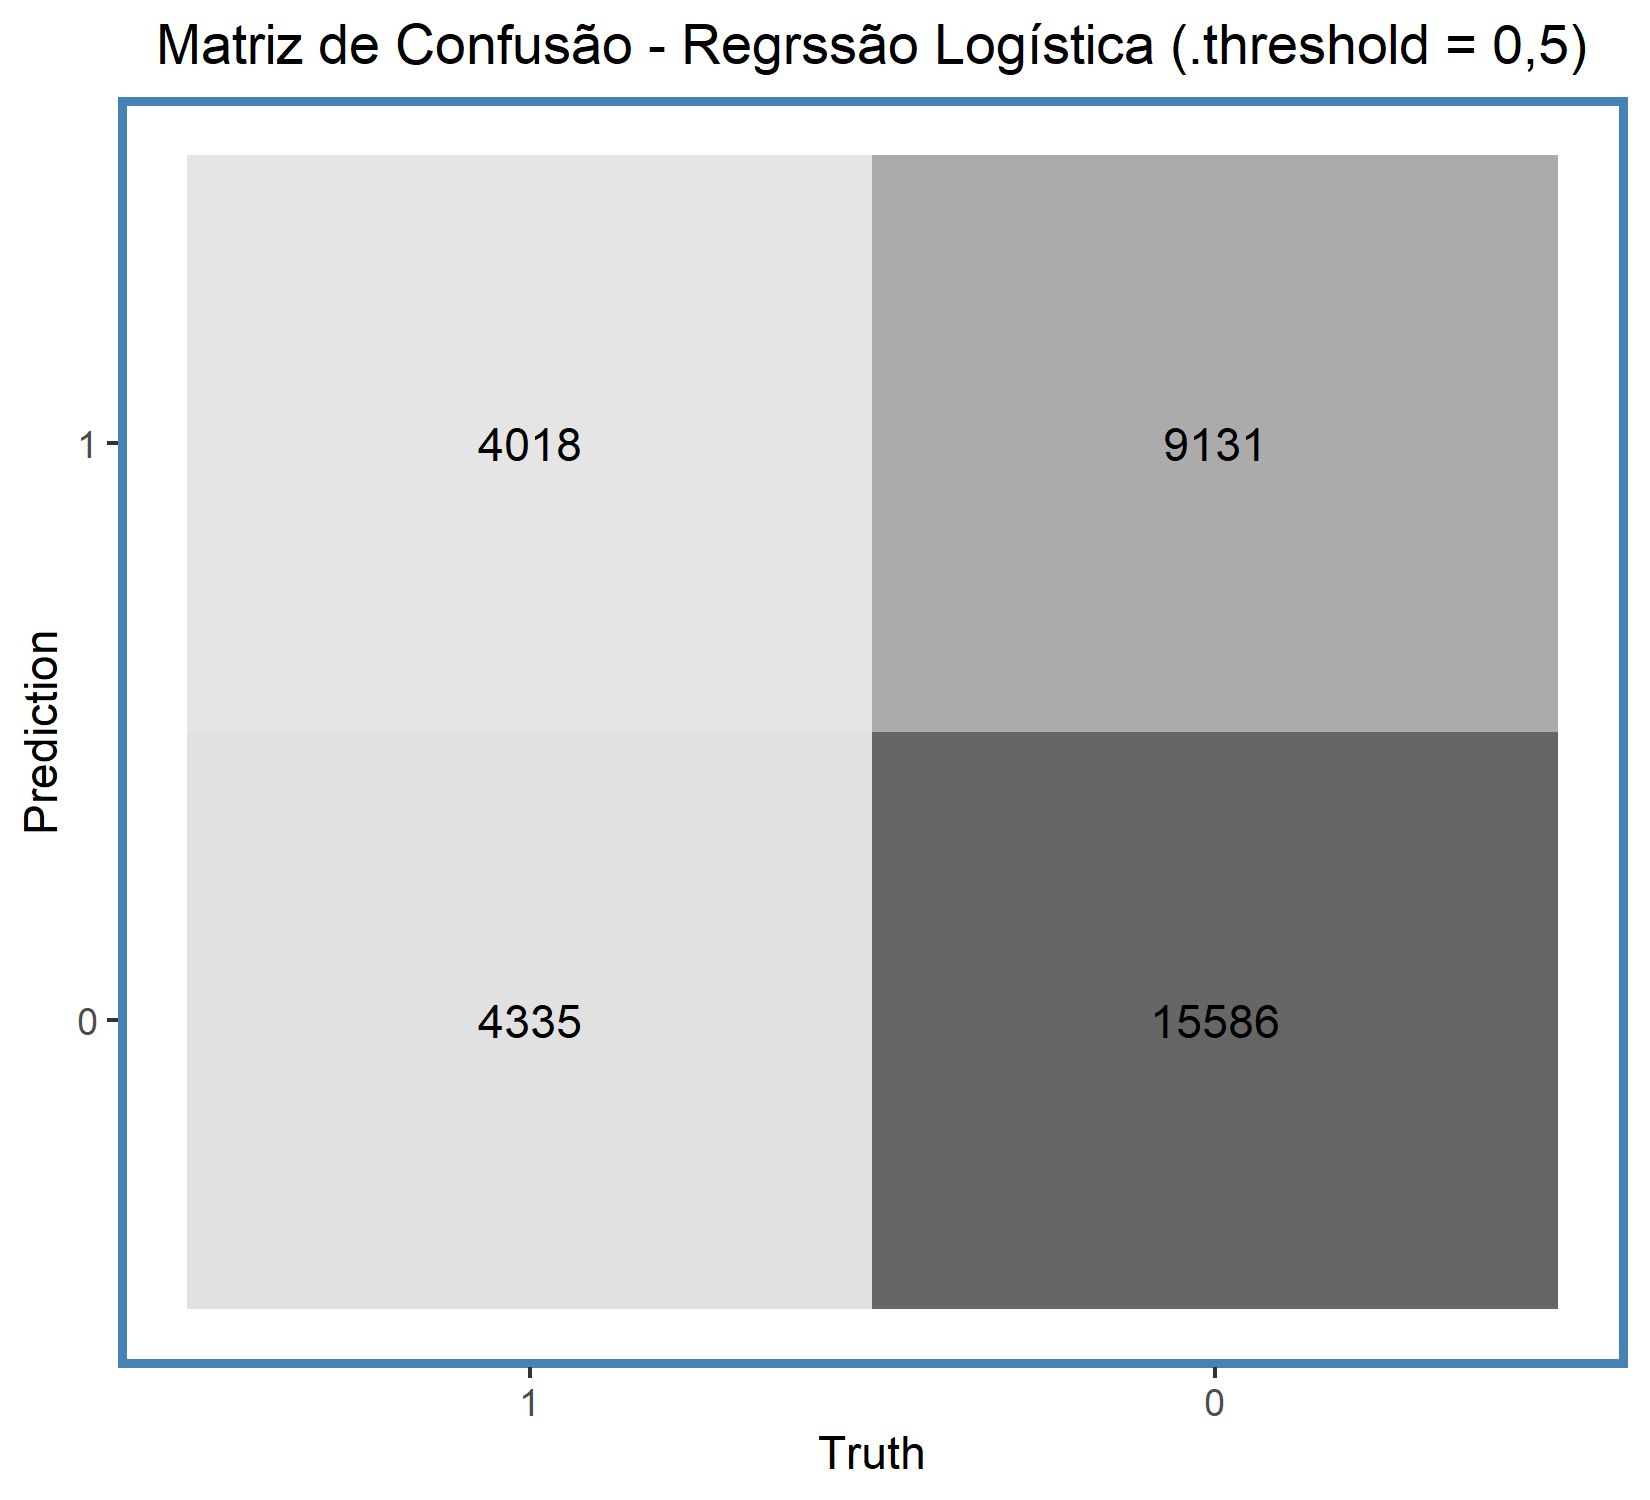 Matriz de Confusão - Regrssão Logística (.threshold = 0,5)
Prediction
1
4018
9131
0
4335
15586
1
0
Truth